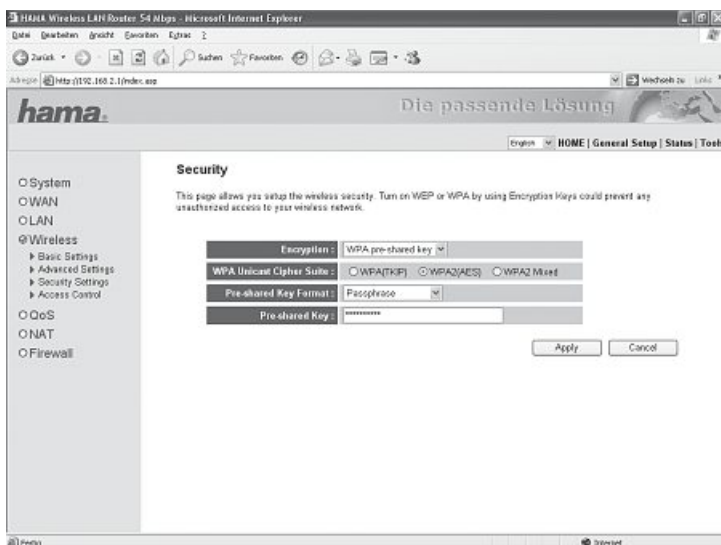 HAMA Wireless LAN Router 54 Mbps - Microsoft Internet Explorer
Datei Bearbeiten Ansicht Favoriten Extras ?
Zurück Suchen Favoriten
Adresse http://192.168.2.1/index.asp Wechseln zu Links
hama. Die passende Lösung
English HOME | General Setup | Status | Tools
Security
This page allows you setup the wireless security. Turn on WEP or WPA by using Encryption Keys could prevent any
unauthorized access to your wireless network.
System
WAN
LAN
Wireless
Basic Settings
Advanced Settings
Security Settings
Access Control
QoS
NAT
Firewall
Encryption : WPA pre-shared key
WPA Unicast Cipher Suite : WPA(TKIP) WPA2(AES) WPA2 Mixed
Pre-shared Key Format : Passphrase
Pre-shared Key : **********
Apply Cancel
Fertig Internet